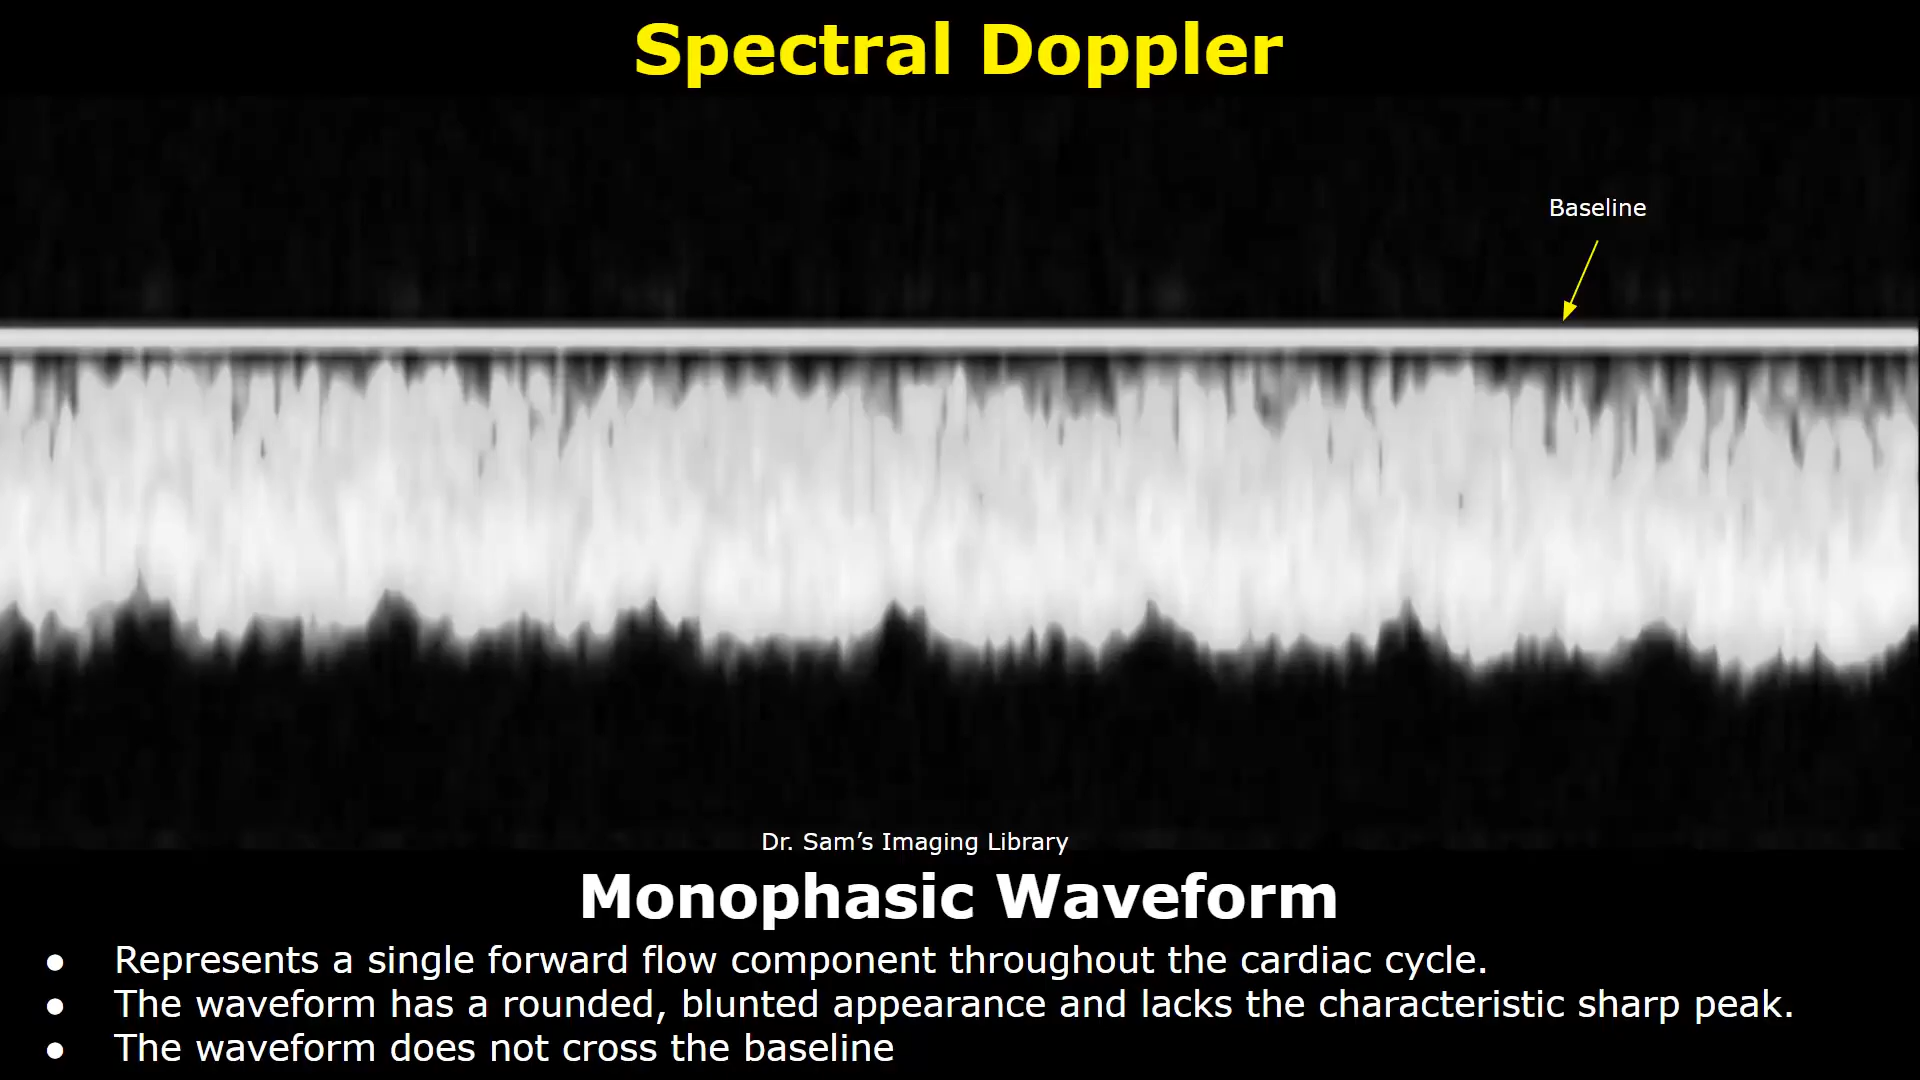 Spectral Doppler
Baseline
Dr. Sam’s Imaging Library
Monophasic Waveform
● Represents a single forward flow component throughout the cardiac cycle.
● The waveform has a rounded, blunted appearance and lacks the characteristic sharp peak.
● The waveform does not cross the baseline